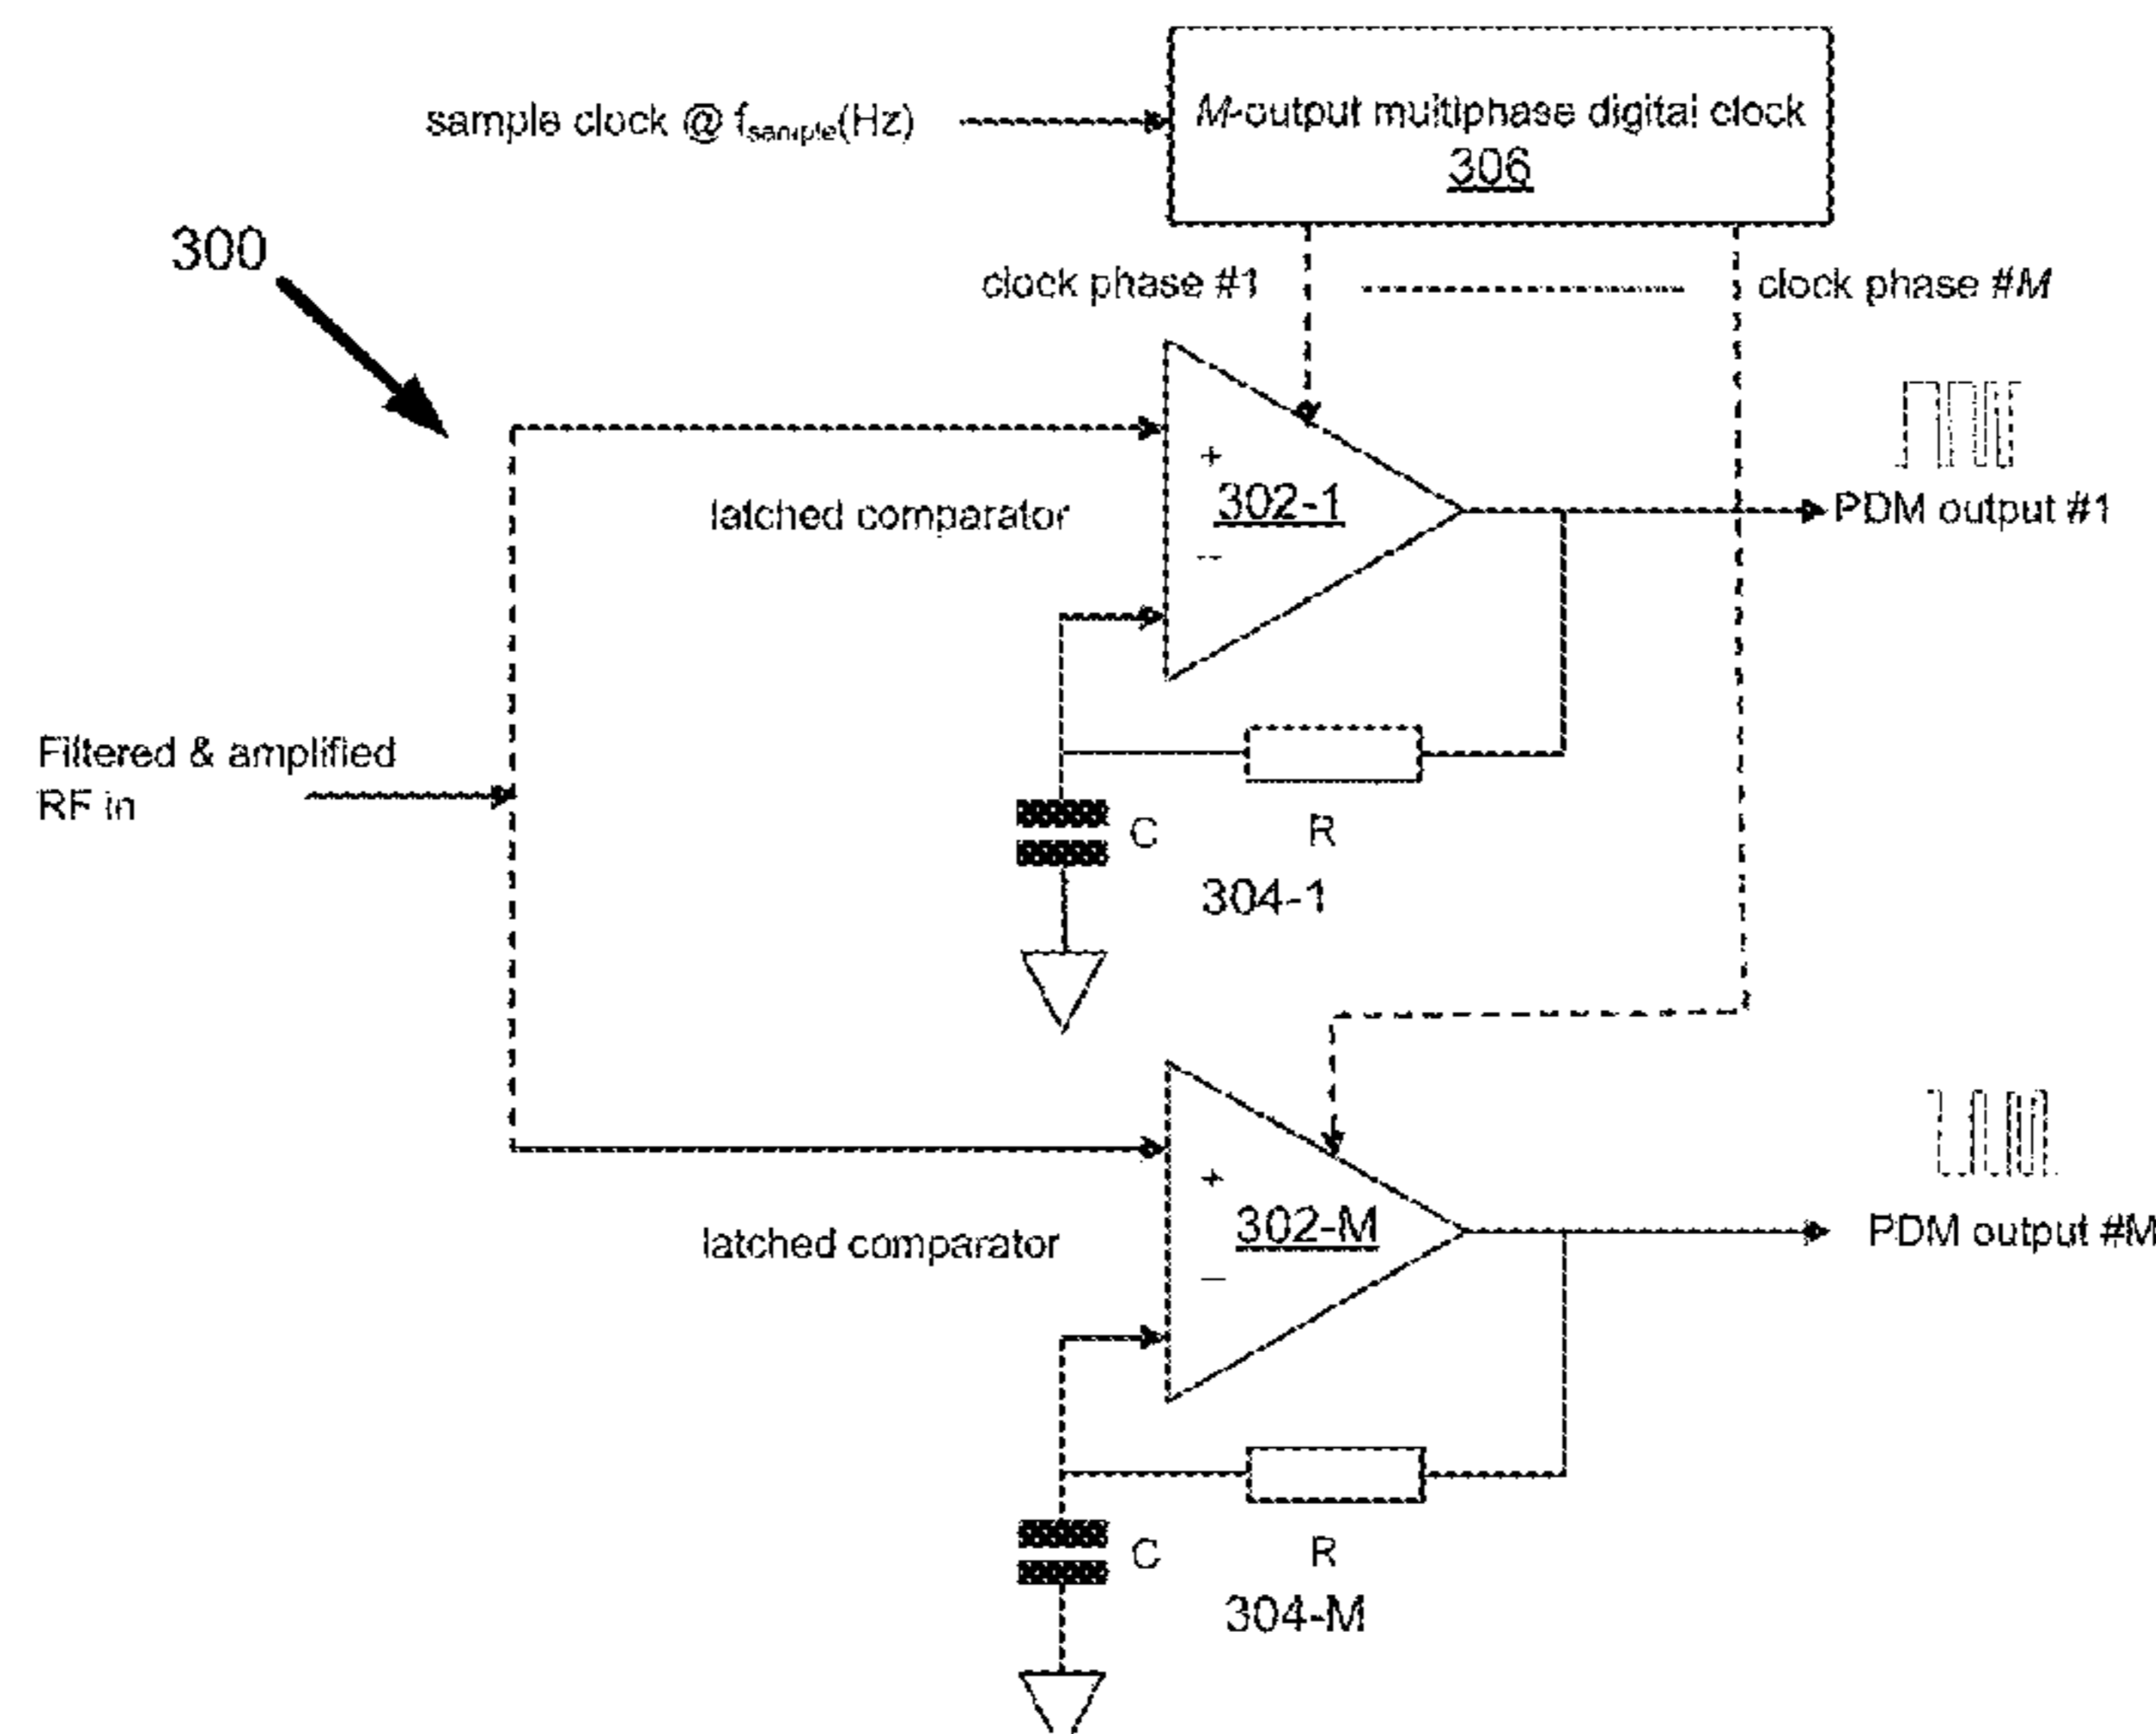 sample clock @ fsample(Hz)
M-output multiphase digital clock
306
300
clock phase #1
clock phase #M
+
302-1
--
latched comparator
PDM output #1
Filtered & amplified
RF in
C
R
304-1
+
302-M
–
latched comparator
PDM output #M
C
R
304-M